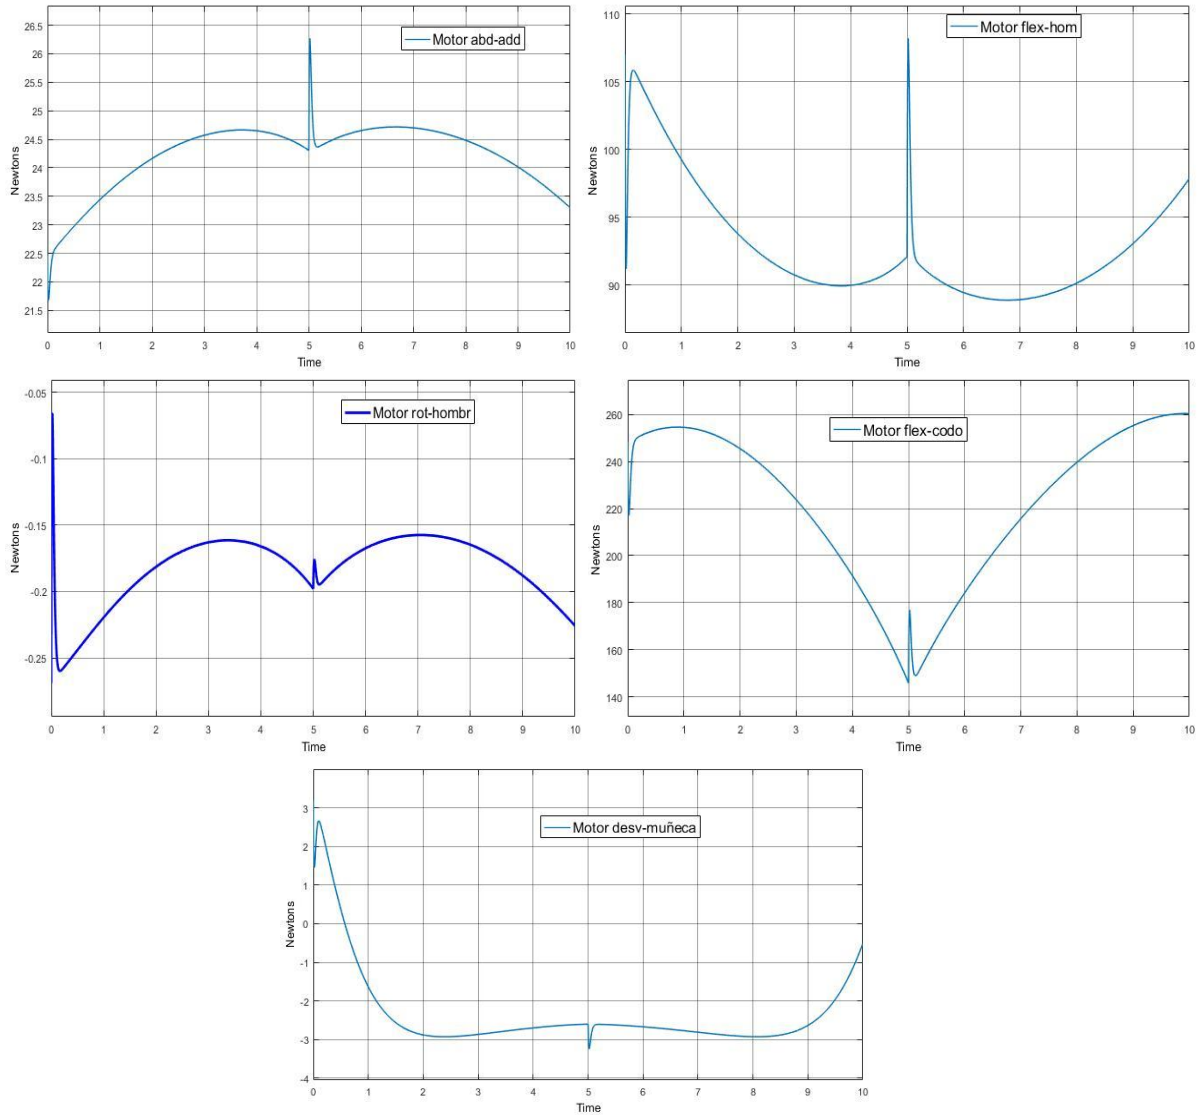 Motor abd-add
Newtons
26.5
26
25.5
25
24.5
24
23.5
23
22.5
22
21.5
0 1 2 3 4 5 6 7 8 9 10
Time
Motor flex-hom
Newtons
110
105
100
95
90
0 1 2 3 4 5 6 7 8 9 10
Time
Motor rot-hombr
Newtons
-0.05
-0.1
-0.15
-0.2
-0.25
0 1 2 3 4 5 6 7 8 9 10
Time
Motor flex-codo
Newtons
260
240
220
200
180
160
140
0 1 2 3 4 5 6 7 8 9 10
Time
Motor desv-muñeca
Newtons
3
2
1
0
-1
-2
-3
-4
0 1 2 3 4 5 6 7 8 9 10
Time